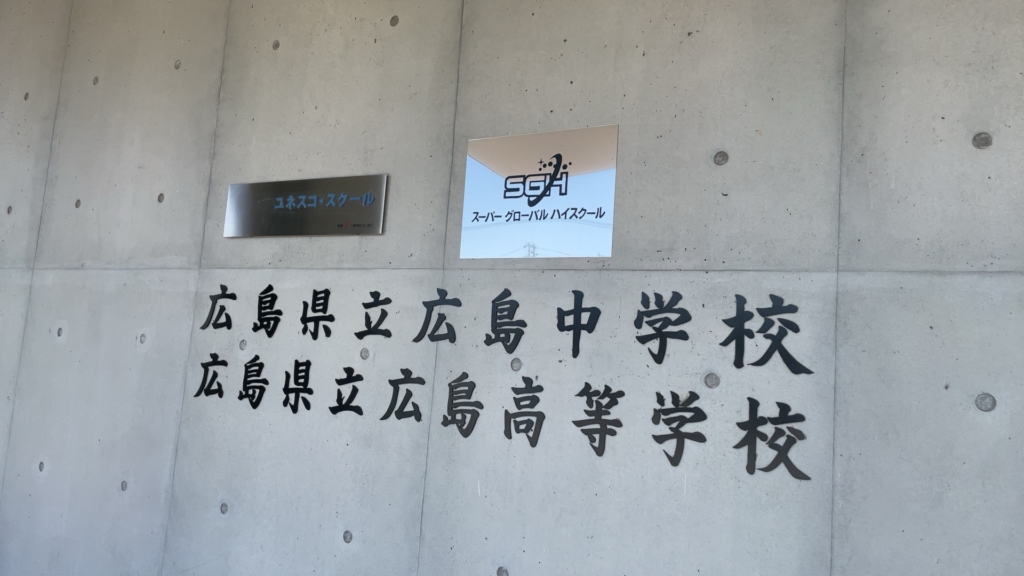 ユネスコ・スクール
SGH
スーパー グローバル ハイスクール
広島県立広島中学校
広島県立広島高等学校